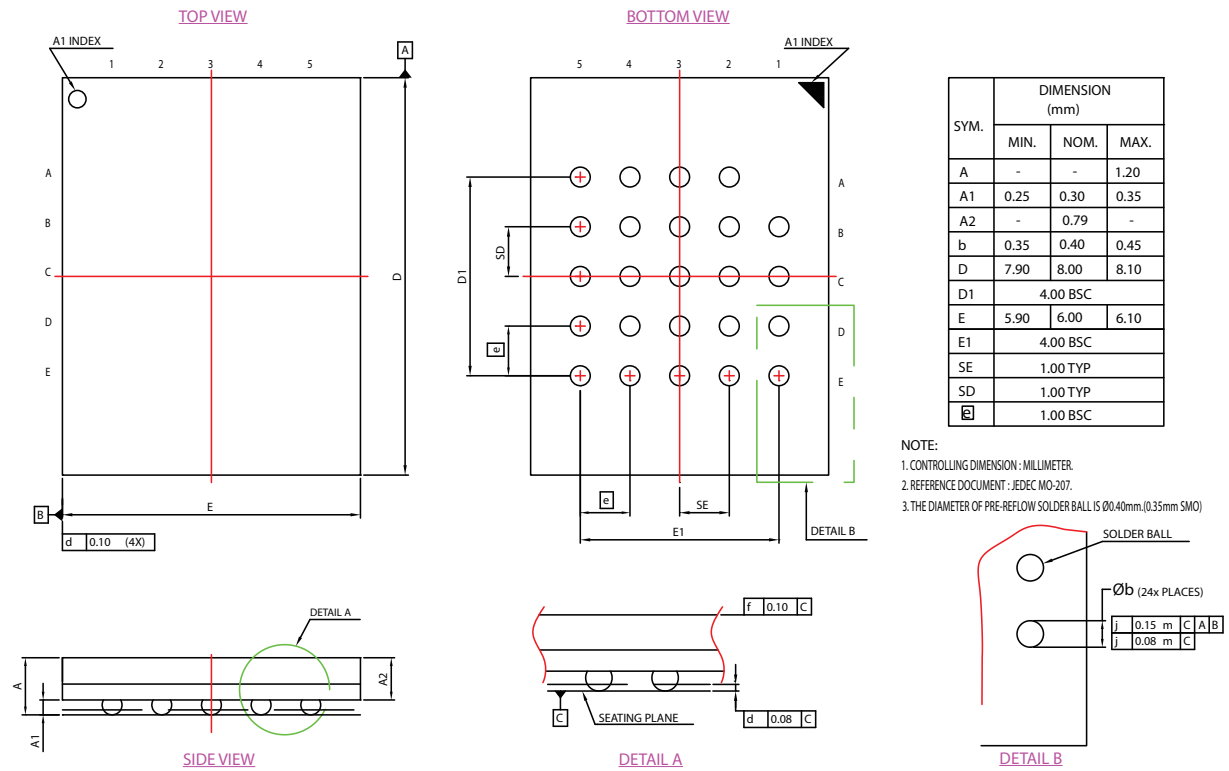 TOP VIEW
A1 INDEX
1 2 3 4 5
A
A
B
C
D
E
D
B
E
d 0.10 (4X)
BOTTOM VIEW
A1 INDEX
5 4 3 2 1
A
B
C
D
E
D1
SD
e
e
SE
E1
DETAIL B
SYM. DIMENSION (mm)
MIN. NOM. MAX.
A - - 1.20
A1 0.25 0.30 0.35
A2 - 0.79 -
b 0.35 0.40 0.45
D 7.90 8.00 8.10
D1 4.00 BSC
E 5.90 6.00 6.10
E1 4.00 BSC
SE 1.00 TYP
SD 1.00 TYP
e 1.00 BSC
NOTE:
1. CONTROLLING DIMENSION : MILLIMETER.
2. REFERENCE DOCUMENT : JEDEC MO-207.
3. THE DIAMETER OF PRE-REFLOW SOLDER BALL IS Ø0.40mm.(0.35mm SMO)
DETAIL A
A
A1
A2
SIDE VIEW
f 0.10 C
C
SEATING PLANE
d 0.08 C
DETAIL A
SOLDER BALL
Øb (24x PLACES)
j 0.15 m C A B
j 0.08 m C
DETAIL B